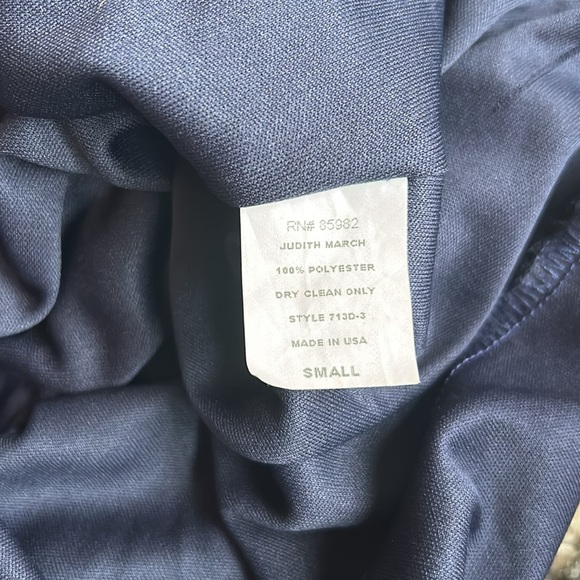 RN# 85982
JUDITH MARCH
100% POLYESTER
DRY CLEAN ONLY
STYLE 713D-3
MADE IN USA
SMALL